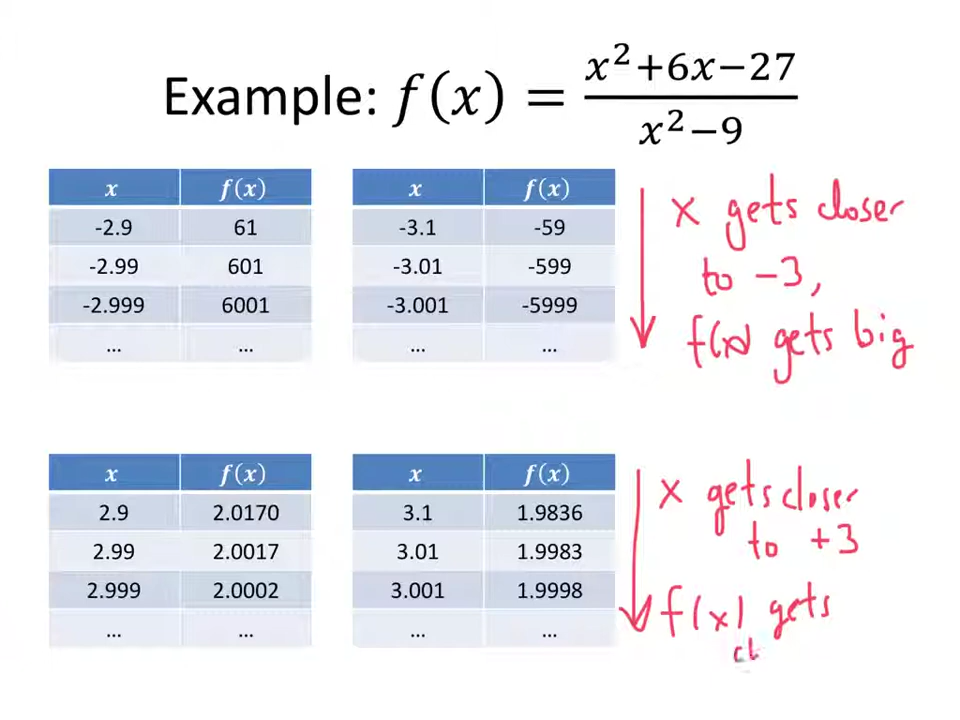 Example: f(x) = x²+6x−27 / x²−9
x f(x)
-2.9 61
-2.99 601
-2.999 6001
... ...
x f(x)
-3.1 -59
-3.01 -599
-3.001 -5999
... ...
x gets closer
to −3,
f(x) gets big
x f(x)
2.9 2.0170
2.99 2.0017
2.999 2.0002
... ...
x f(x)
3.1 1.9836
3.01 1.9983
3.001 1.9998
... ...
x gets closer
to +3
f(x) gets